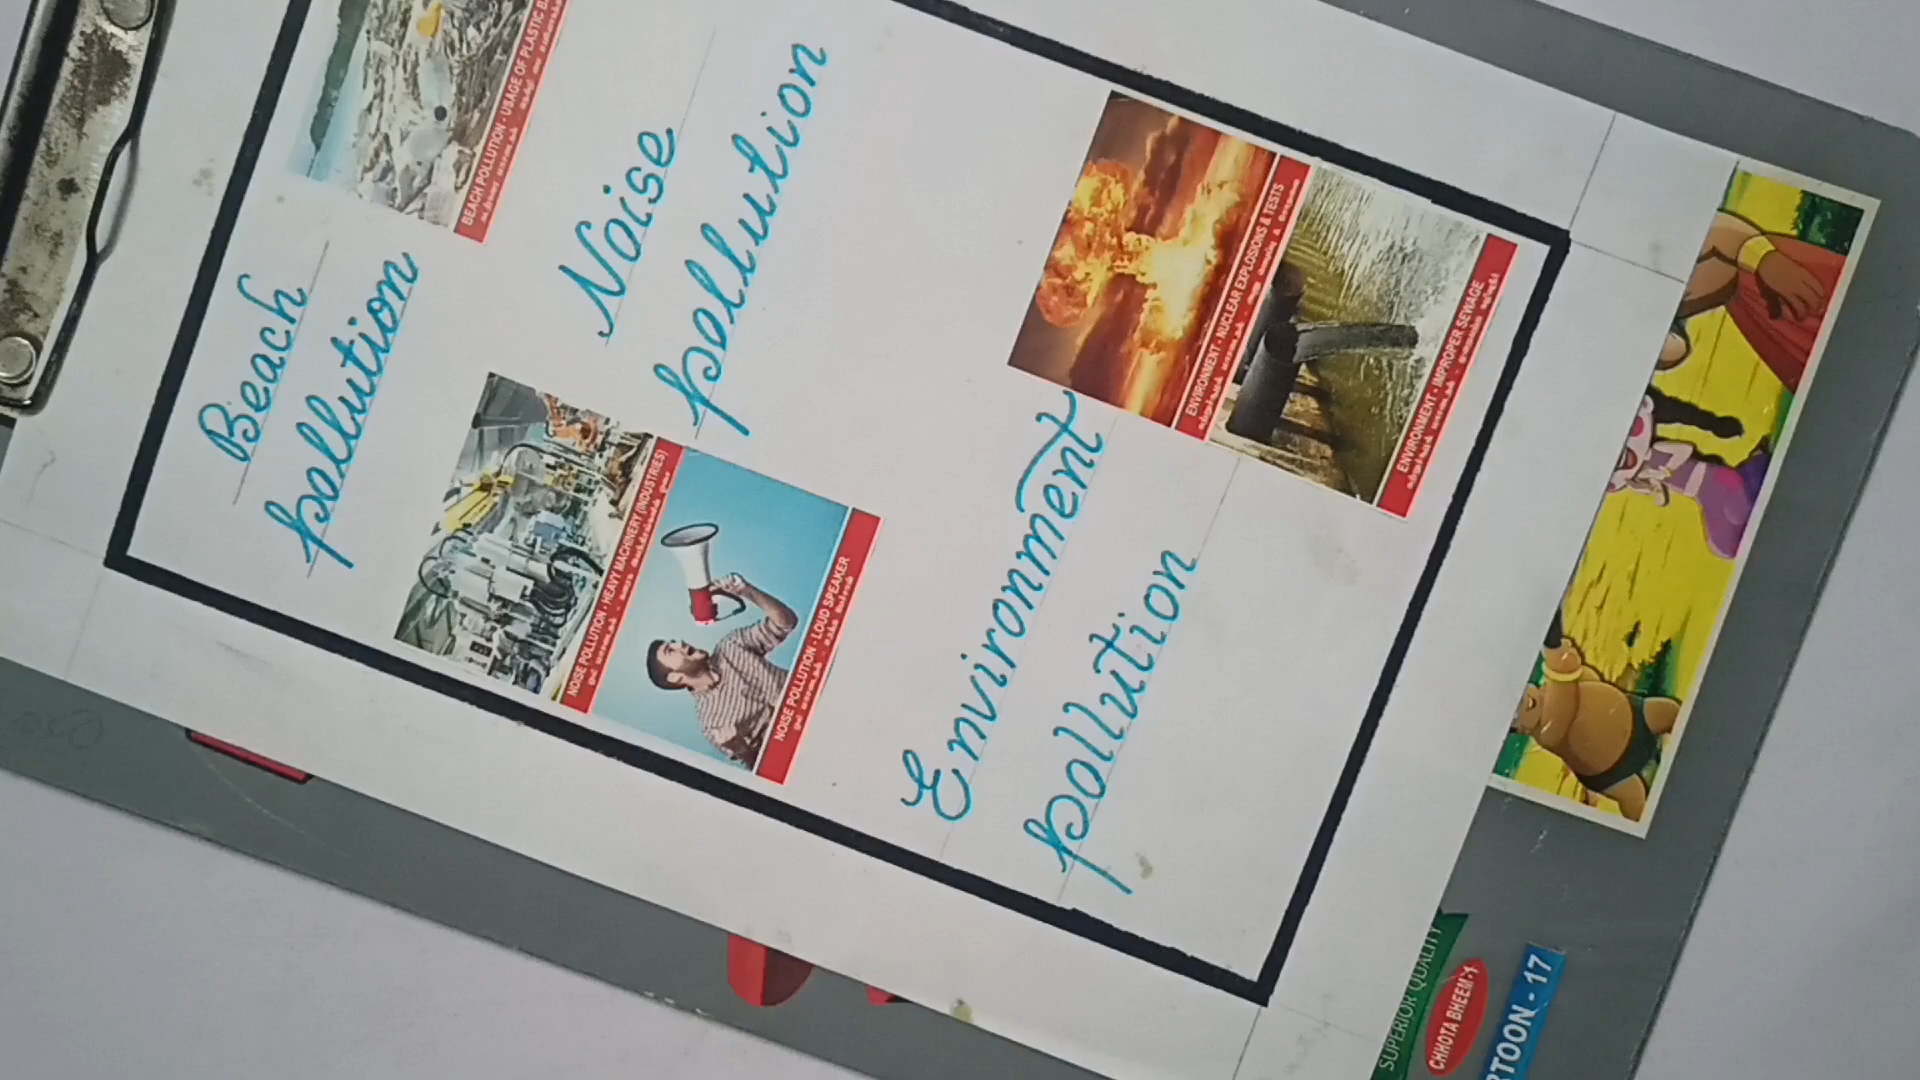 BEACH POLLUTION - USAGE OF PLASTIC
Beach
pollution
Noise
pollution
NOISE POLLUTION - HEAVY MACHINERY (INDUSTRIES)
NOISE POLLUTION - LOUD SPEAKER
ENVIRONMENT - NUCLEAR EXPLOSIONS & TESTS
ENVIRONMENT - IMPROPER SEWAGE
Environment
pollution
SUPERIOR QUALITY
CHHOTA BHEEM-1
RTOON - 17